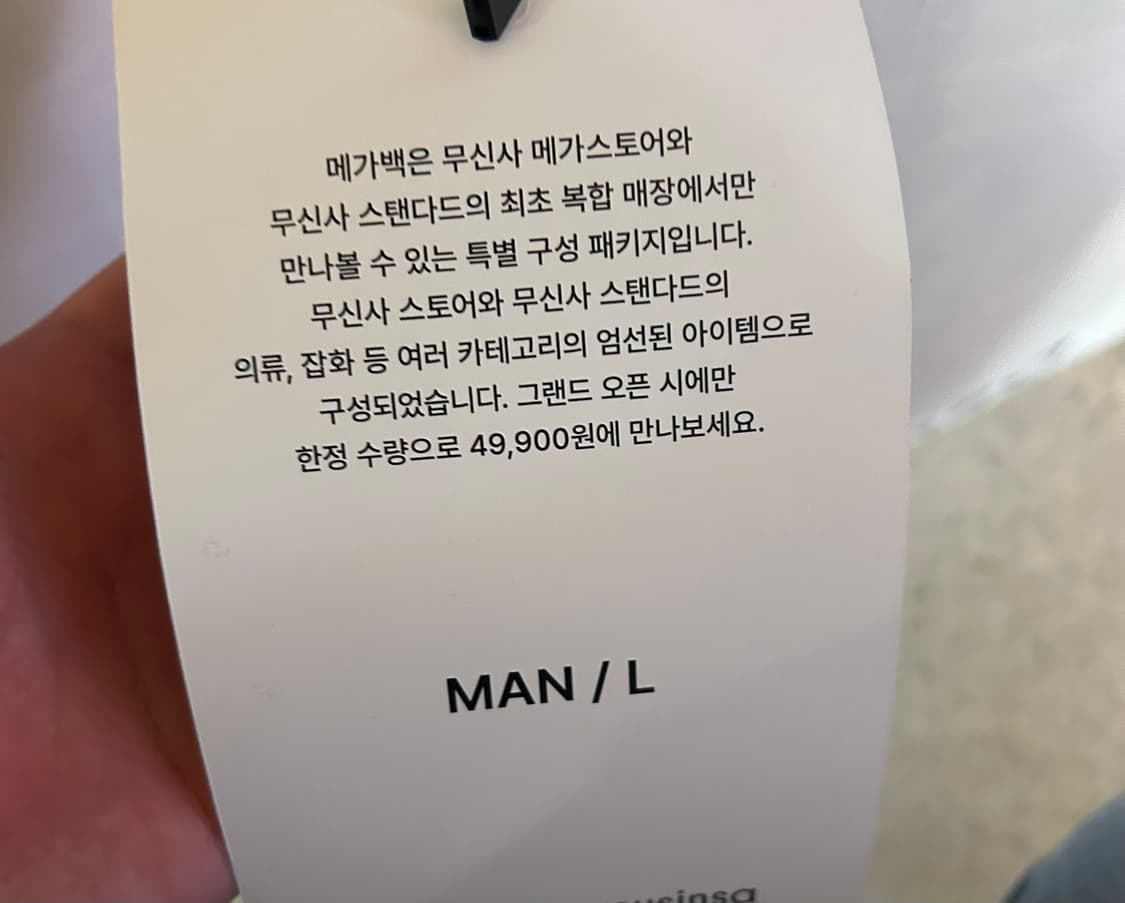 메가백은 무신사 메가스토어와
무신사 스탠다드의 최초 복합 매장에서만
만나볼 수 있는 특별 구성 패키지입니다.
무신사 스토어와 무신사 스탠다드의
의류, 잡화 등 여러 카테고리의 엄선된 아이템으로
구성되었습니다. 그랜드 오픈 시에만
한정 수량으로 49,900원에 만나보세요.
MAN / L